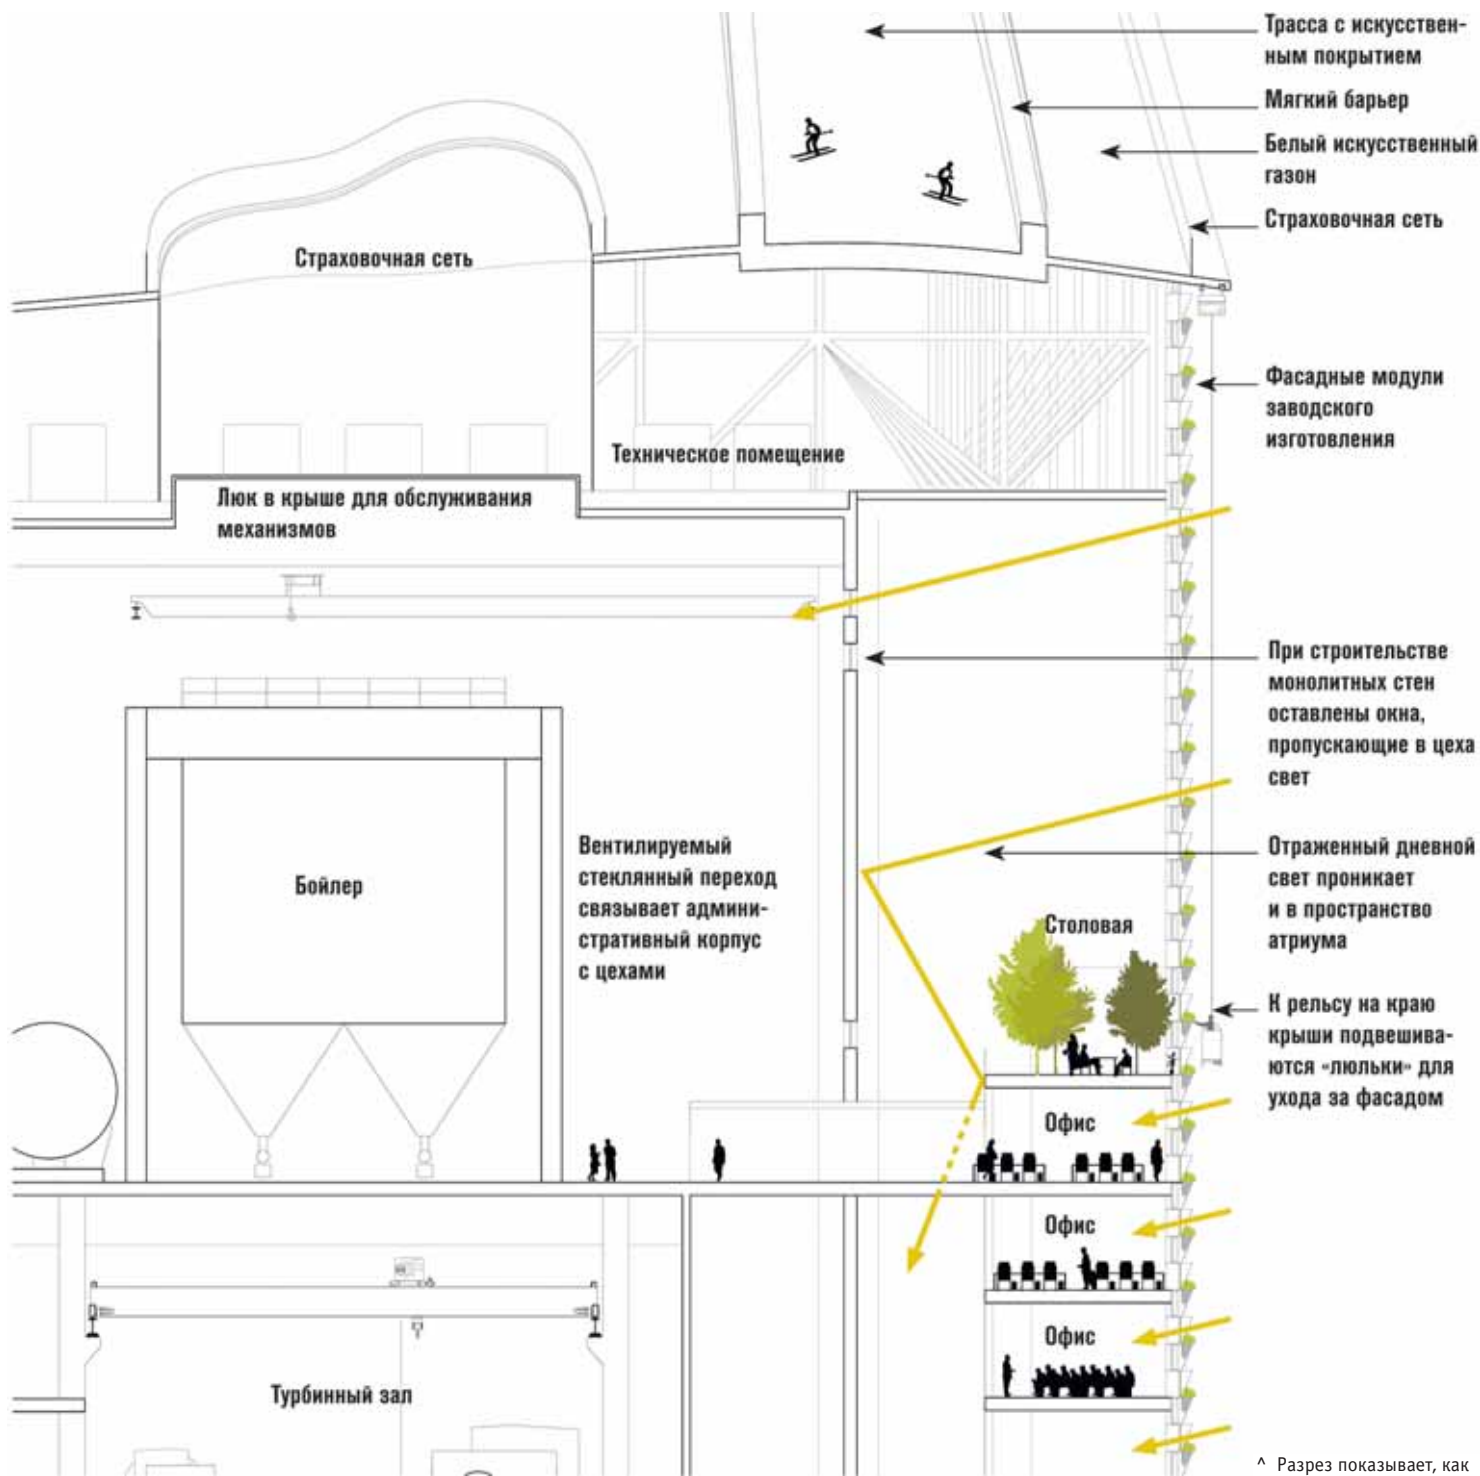 Трасса с искусствен-
ным покрытием
Мягкий барьер
Белый искусственный
газон
Страховочная сеть
Страховочная сеть
Фасадные модули
заводского
изготовления
Техническое помещение
Люк в крыше для обслуживания
механизмов
При строительстве
монолитных стен
оставлены окна,
пропускающие в цеха
свет
Вентилируемый
стеклянный переход
связывает админи-
стративный корпус
с цехами
Бойлер
Отраженный дневной
свет проникает
и в пространство
атриума
Столовая
К рельсу на краю
крыши подвешива-
ются «люльки» для
ухода за фасадом
Офис
Офис
Офис
Турбинный зал
^ Разрез показывает, как